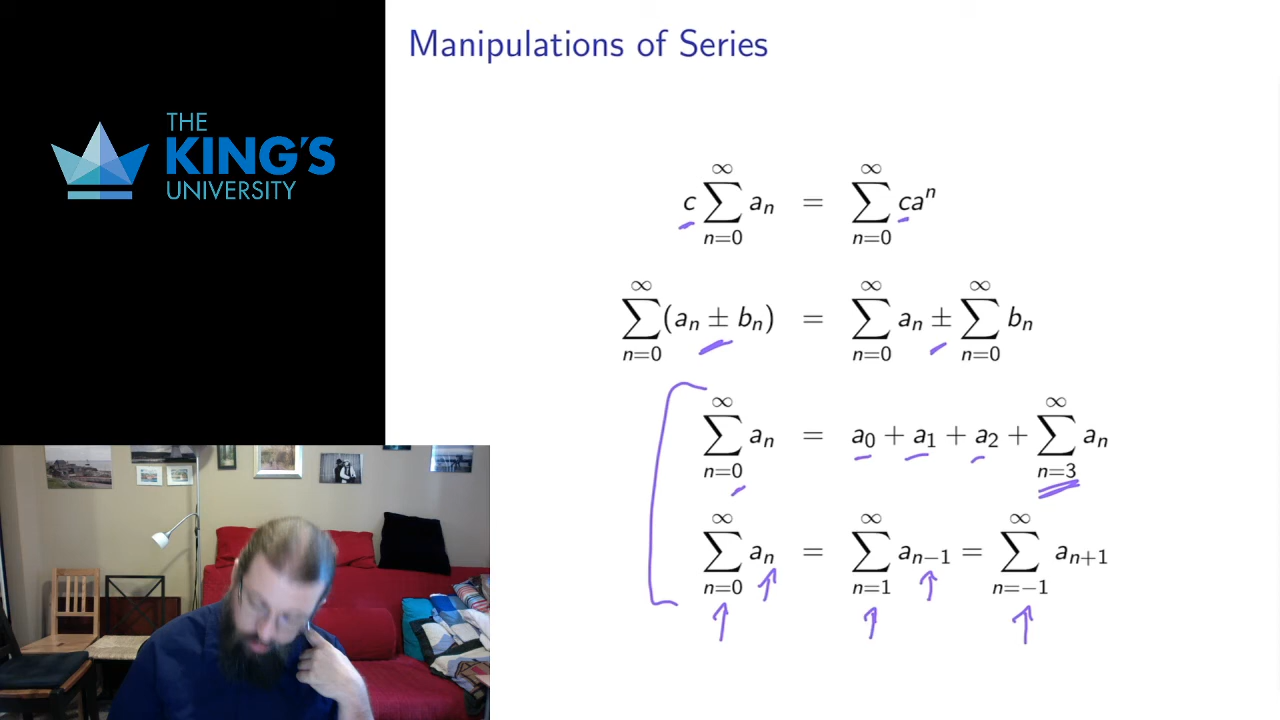 THE
KING'S
UNIVERSITY
Manipulations of Series
c ∑_{n=0}^{∞} a_n = ∑_{n=0}^{∞} ca^n
∑_{n=0}^{∞} (a_n ± b_n) = ∑_{n=0}^{∞} a_n ± ∑_{n=0}^{∞} b_n
∑_{n=0}^{∞} a_n = a_0 + a_1 + a_2 + ∑_{n=3}^{∞} a_n
∑_{n=0}^{∞} a_n = ∑_{n=1}^{∞} a_{n−1} = ∑_{n=−1}^{∞} a_{n+1}